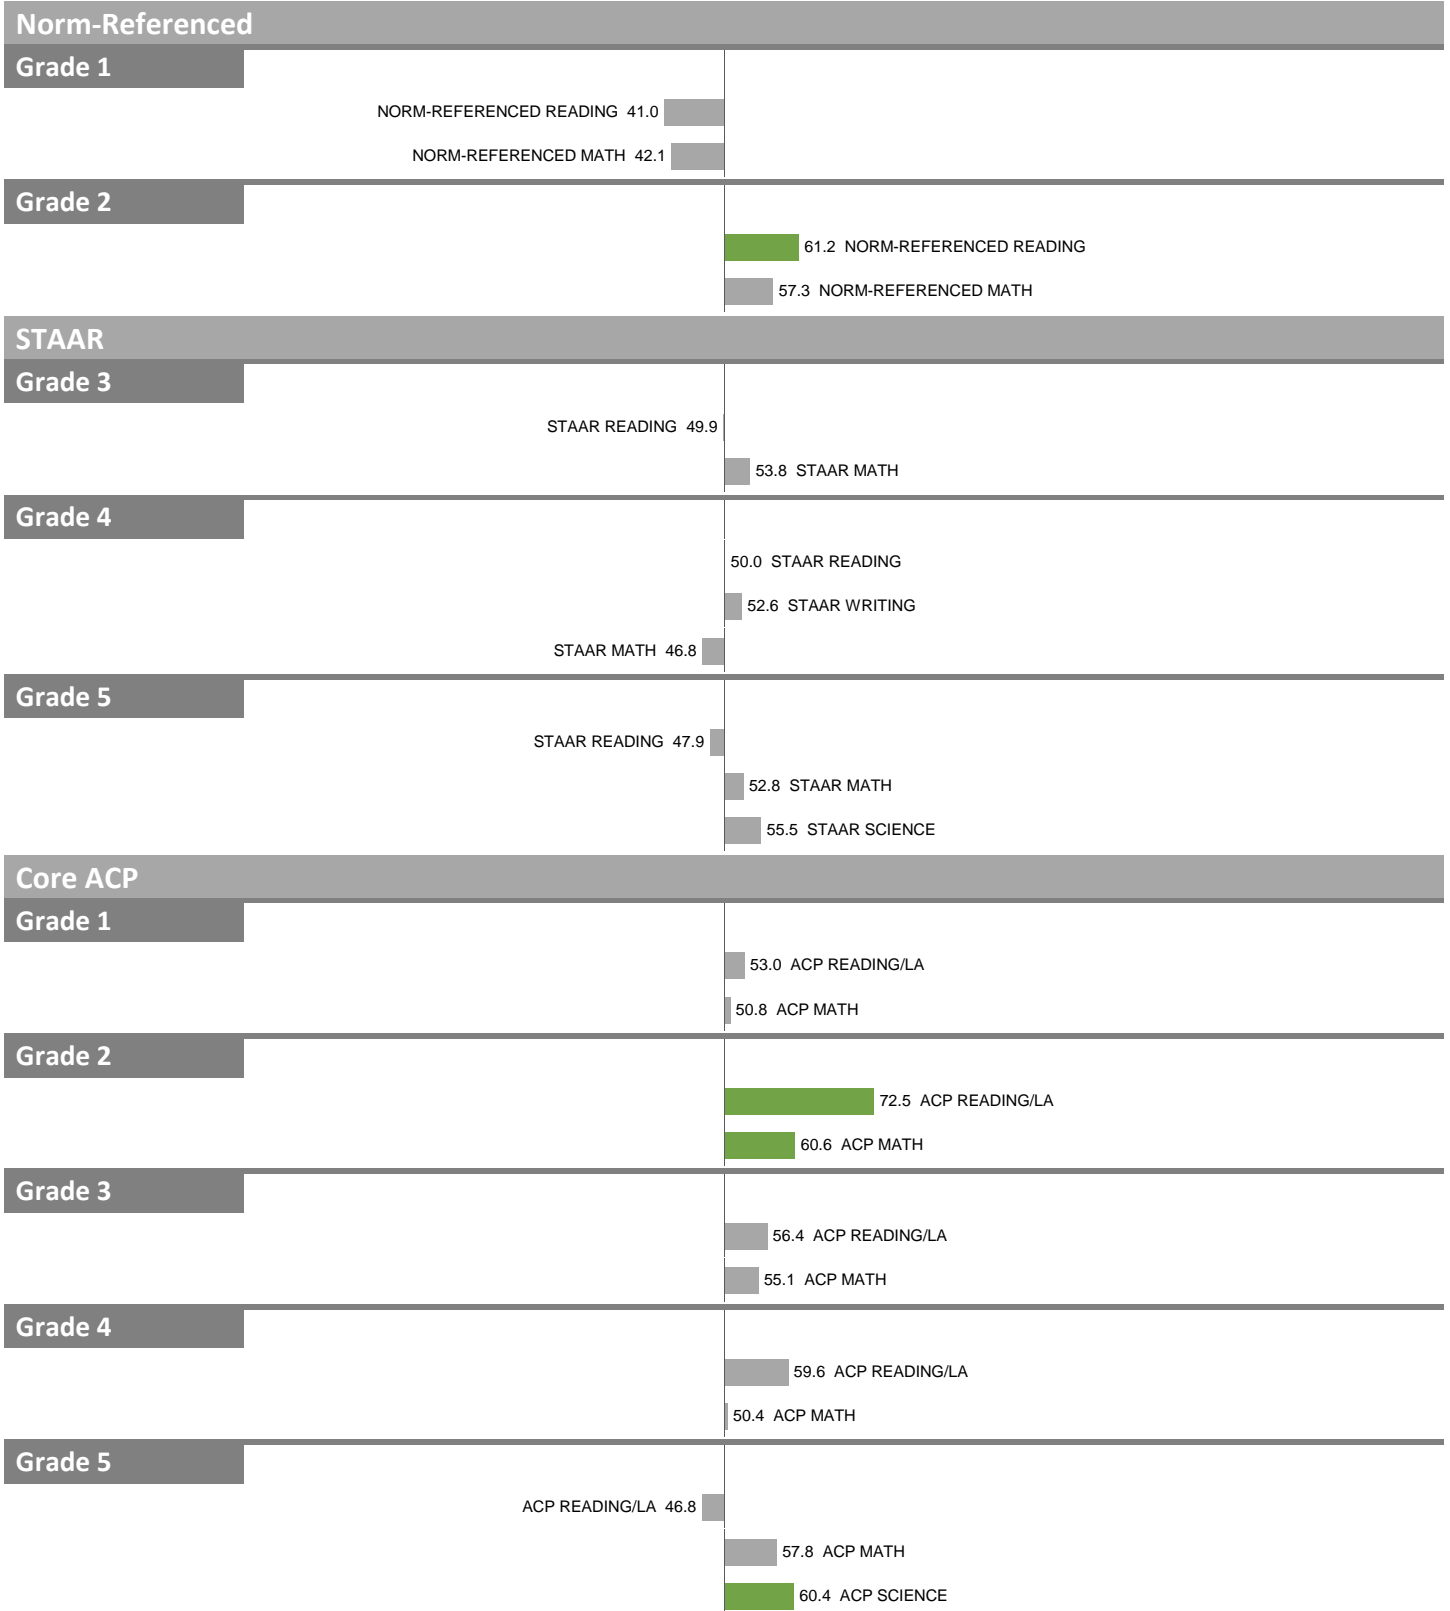 Norm-Referenced
Grade 1
NORM-REFERENCED READING 41.0
NORM-REFERENCED MATH 42.1
Grade 2
61.2 NORM-REFERENCED READING
57.3 NORM-REFERENCED MATH
STAAR
Grade 3
STAAR READING 49.9
53.8 STAAR MATH
Grade 4
50.0 STAAR READING
52.6 STAAR WRITING
STAAR MATH 46.8
Grade 5
STAAR READING 47.9
52.8 STAAR MATH
55.5 STAAR SCIENCE
Core ACP
Grade 1
53.0 ACP READING/LA
50.8 ACP MATH
Grade 2
72.5 ACP READING/LA
60.6 ACP MATH
Grade 3
56.4 ACP READING/LA
55.1 ACP MATH
Grade 4
59.6 ACP READING/LA
50.4 ACP MATH
Grade 5
ACP READING/LA 46.8
57.8 ACP MATH
60.4 ACP SCIENCE